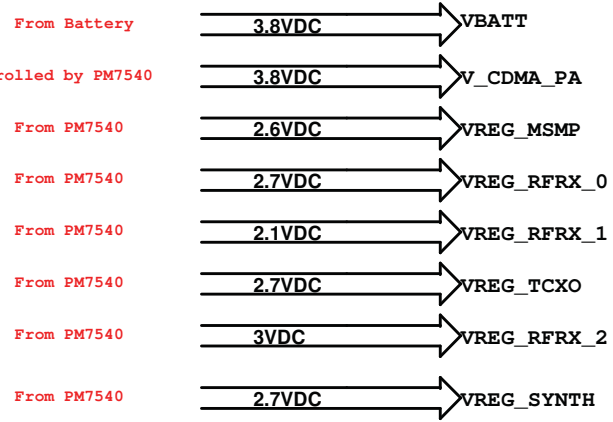 From Battery 3.8VDC VBATT
rolled by PM7540 3.8VDC V_CDMA_PA
From PM7540 2.6VDC VREG_MSMP
From PM7540 2.7VDC VREG_RFRX_0
From PM7540 2.1VDC VREG_RFRX_1
From PM7540 2.7VDC VREG_TCXO
From PM7540 3VDC VREG_RFRX_2
From PM7540 2.7VDC VREG_SYNTH